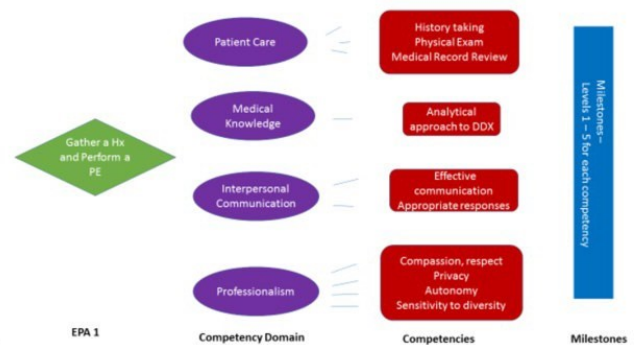 Gather a Hx
and Perform a
PE
EPA 1
Patient Care
Medical
Knowledge
Interpersonal
Communication
Professionalism
Competency Domain
History taking
Physical Exam
Medical Record Review
Analytical
approach to DDX
Effective
communication
Appropriate responses
Compassion, respect
Privacy
Autonomy
Sensitivity to diversity
Competencies
Milestones –
Levels 1 – 5 for each competency
Milestones